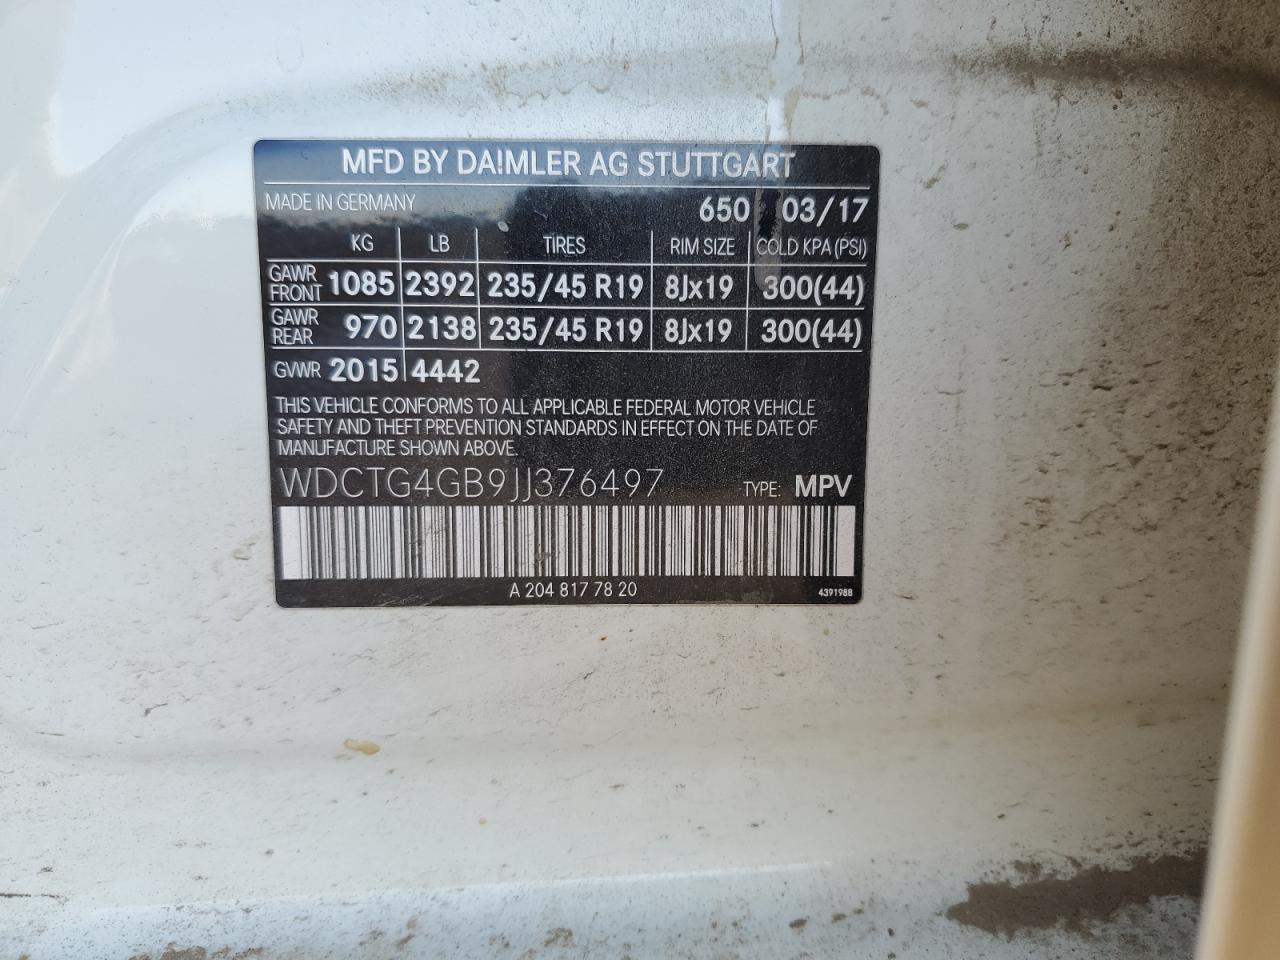 MFD BY DAIMLER AG STUTTGART
MADE IN GERMANY 650 03/17
KG LB TIRES RIM SIZE COLD KPA (PSI)
GAWR FRONT 1085 2392 235/45 R19 8Jx19 300(44)
GAWR REAR 970 2138 235/45 R19 8Jx19 300(44)
GVWR 2015 4442
THIS VEHICLE CONFORMS TO ALL APPLICABLE FEDERAL MOTOR VEHICLE
SAFETY AND THEFT PREVENTION STANDARDS IN EFFECT ON THE DATE OF
MANUFACTURE SHOWN ABOVE.
WDCTG4GB9JJ376497 TYPE: MPV
A 204 817 78 20 4391988